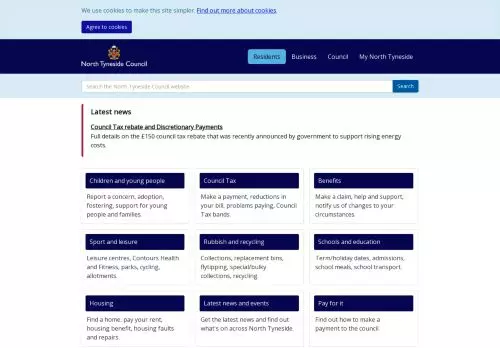 We use cookies to make this site simpler. Find out more about cookies.
Agree to cookies
North Tyneside Council
Residents
Business
Council
My North Tyneside
Search the North Tyneside Council website
Search
Latest news
Council Tax rebate and Discretionary Payments
Full details on the £150 council tax rebate that was recently announced by government to support rising energy
costs.
Children and young people
Report a concern, adoption,
fostering, support for young
people and families.
Council Tax
Make a payment, reductions in
your bill, problems paying, Council
Tax bands.
Benefits
Make a claim, help and support,
notify us of changes to your
circumstances.
Sport and leisure
Leisure centres, Contours Health
and Fitness, parks, cycling,
allotments.
Rubbish and recycling
Collections, replacement bins,
flytipping, special/bulky
collections, recycling.
Schools and education
Term/holiday dates, admissions,
school meals, school transport.
Housing
Find a home, pay your rent,
housing benefit, housing faults
and repairs.
Latest news and events
Get the latest news and find out
what's on across North Tyneside.
Pay for it
Find out how to make a
payment to the council.